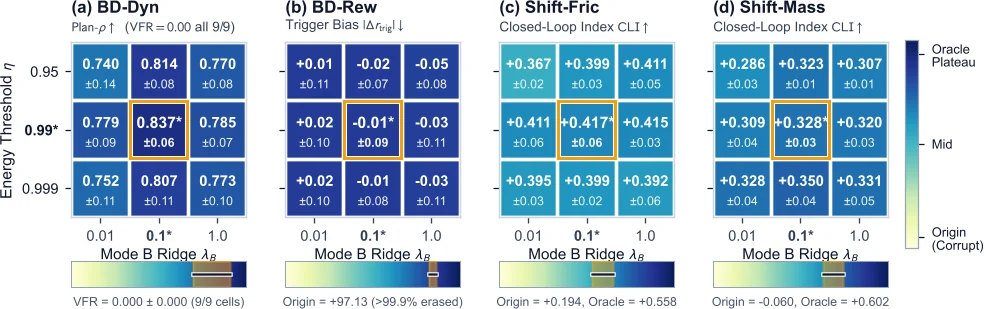 (a) BD-Dyn
Plan-ρ↑ (VFR = 0.00 all 9/9)
(b) BD-Rew
Trigger Bias |Δr_trig|↓
(c) Shift-Fric
Closed-Loop Index CLI↑
(d) Shift-Mass
Closed-Loop Index CLI↑
Energy Threshold η
0.95
0.99*
0.999
0.740 0.814 0.770
±0.14 ±0.08 ±0.08
0.779 0.837* 0.785
±0.09 ±0.06 ±0.07
0.752 0.807 0.773
±0.11 ±0.11 ±0.10
+0.01 -0.02 -0.05
±0.11 ±0.07 ±0.08
+0.02 -0.01* -0.03
±0.10 ±0.09 ±0.11
+0.02 -0.01 -0.03
±0.10 ±0.08 ±0.11
+0.367 +0.399 +0.411
±0.02 ±0.03 ±0.05
+0.411 +0.417* +0.415
±0.06 ±0.06 ±0.03
+0.395 +0.399 +0.392
±0.03 ±0.02 ±0.06
+0.286 +0.323 +0.307
±0.03 ±0.01 ±0.01
+0.309 +0.328* +0.320
±0.04 ±0.03 ±0.03
+0.328 +0.350 +0.331
±0.04 ±0.04 ±0.05
0.01 0.1* 1.0
Mode B Ridge λ_B
0.01 0.1* 1.0
Mode B Ridge λ_B
0.01 0.1* 1.0
Mode B Ridge λ_B
0.01 0.1* 1.0
Mode B Ridge λ_B
VFR = 0.000 ± 0.000 (9/9 cells)
Origin = +97.13 (>99.9% erased)
Origin = +0.194, Oracle = +0.558
Origin = -0.060, Oracle = +0.602
Oracle
Plateau
Mid
Origin
(Corrupt)